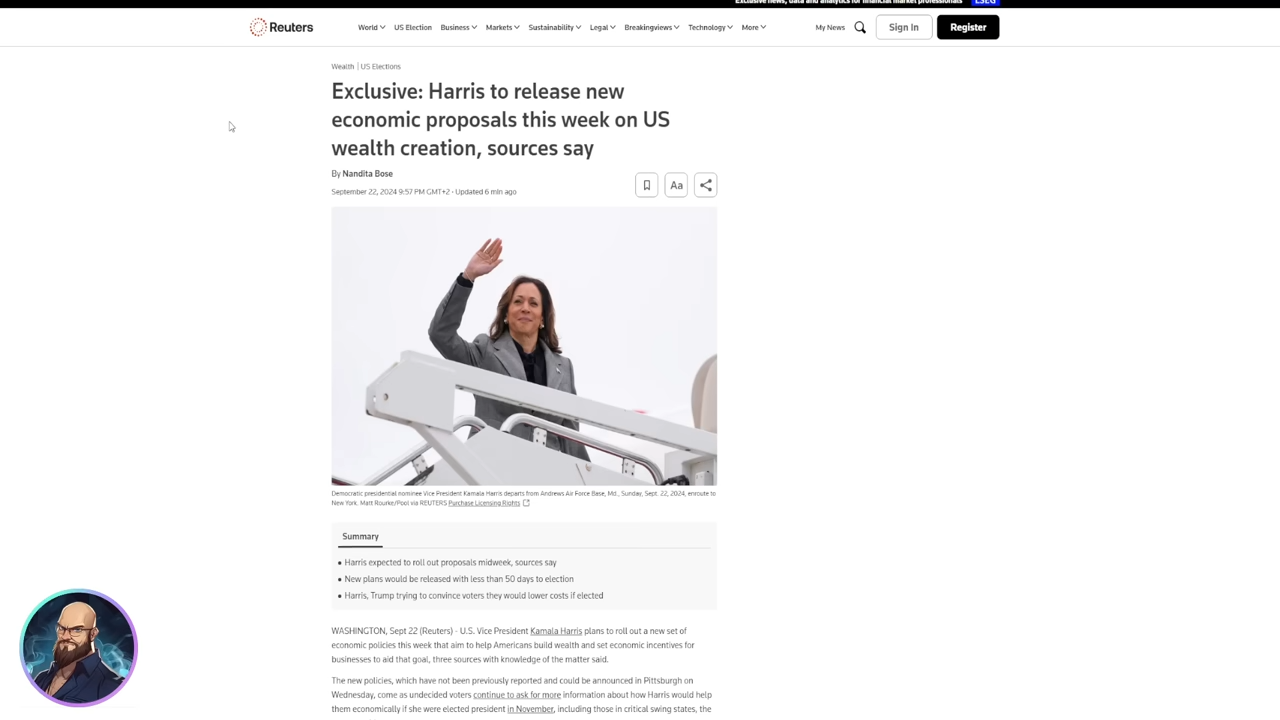 Exclusive news, data and analytics for financial market professionals LSEG
Reuters World US Election Business Markets Sustainability Legal Breakingviews Technology More My News Sign In Register
Wealth | US Elections
Exclusive: Harris to release new
economic proposals this week on US
wealth creation, sources say
By Nandita Bose
September 22, 2024 9:57 PM GMT+2 · Updated 6 min ago
Aa
Democratic presidential nominee Vice President Kamala Harris departs from Andrews Air Force Base, Md., Sunday, Sept. 22, 2024, enroute to
New York. Matt Rourke/Pool via REUTERS Purchase Licensing Rights
Summary
• Harris expected to roll out proposals midweek, sources say
• New plans would be released with less than 50 days to election
• Harris, Trump trying to convince voters they would lower costs if elected
WASHINGTON, Sept 22 (Reuters) - U.S. Vice President Kamala Harris plans to roll out a new set of
economic policies this week that aim to help Americans build wealth and set economic incentives for
businesses to aid that goal, three sources with knowledge of the matter said.
The new policies, which have not been previously reported and could be announced in Pittsburgh on
Wednesday, come as undecided voters continue to ask for more information about how Harris would help
them economically if she were elected president in November, including those in critical swing states, the